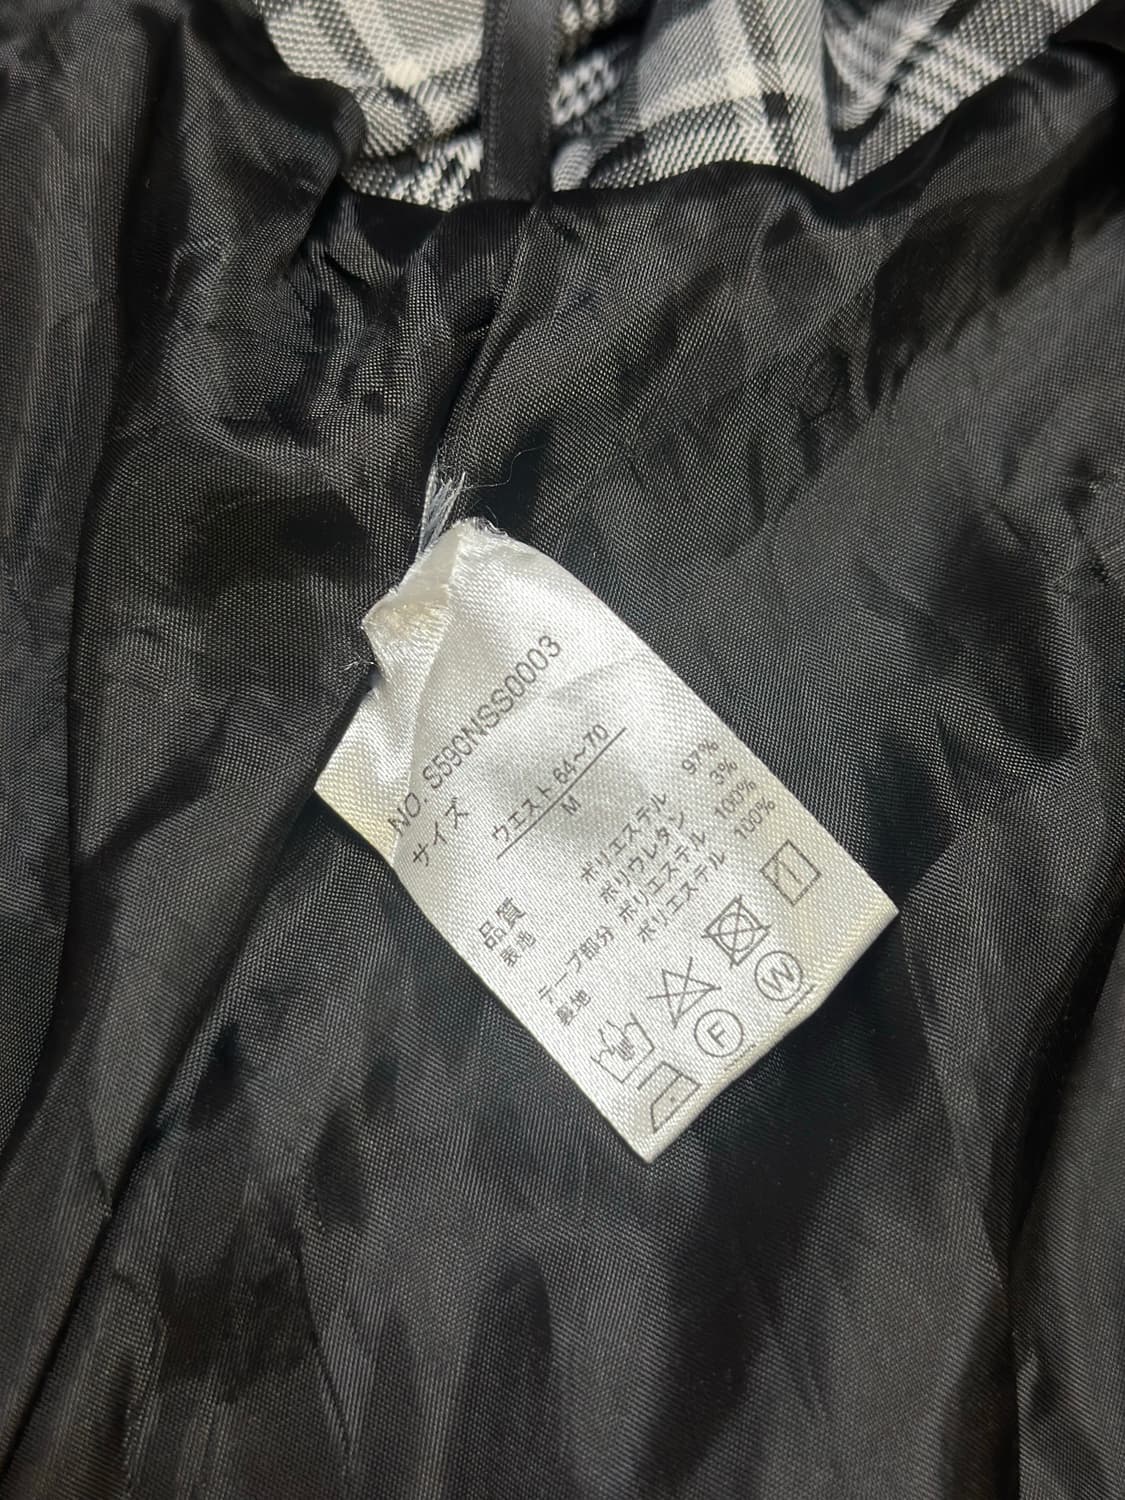 NO. S590NSS0003
サイズ
ウエスト64〜70
M
品質
表地 ポリエステル 97%
ポリウレタン 3%
テープ部分 ポリエステル 100%
裏地 ポリエステル 100%
W
F